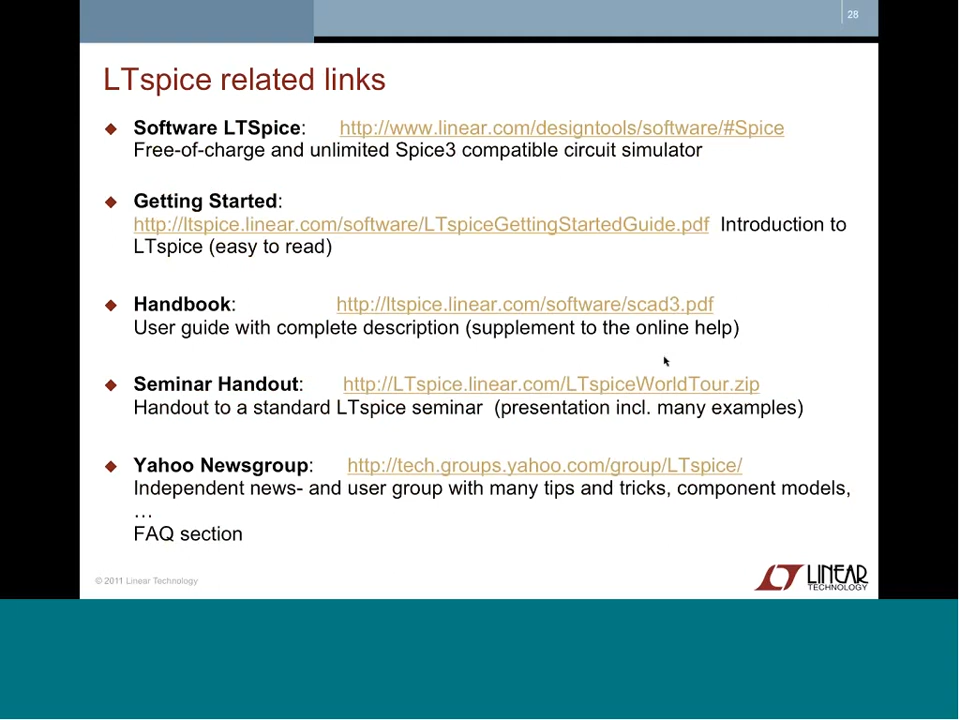 28
LTspice related links
Software LTSpice: http://www.linear.com/designtools/software/#Spice
Free-of-charge and unlimited Spice3 compatible circuit simulator
Getting Started:
http://ltspice.linear.com/software/LTspiceGettingStartedGuide.pdf Introduction to
LTspice (easy to read)
Handbook: http://ltspice.linear.com/software/scad3.pdf
User guide with complete description (supplement to the online help)
Seminar Handout: http://LTspice.linear.com/LTspiceWorldTour.zip
Handout to a standard LTspice seminar (presentation incl. many examples)
Yahoo Newsgroup: http://tech.groups.yahoo.com/group/LTspice/
Independent news- and user group with many tips and tricks, component models,
…
FAQ section
© 2011 Linear Technology
LINEAR
TECHNOLOGY